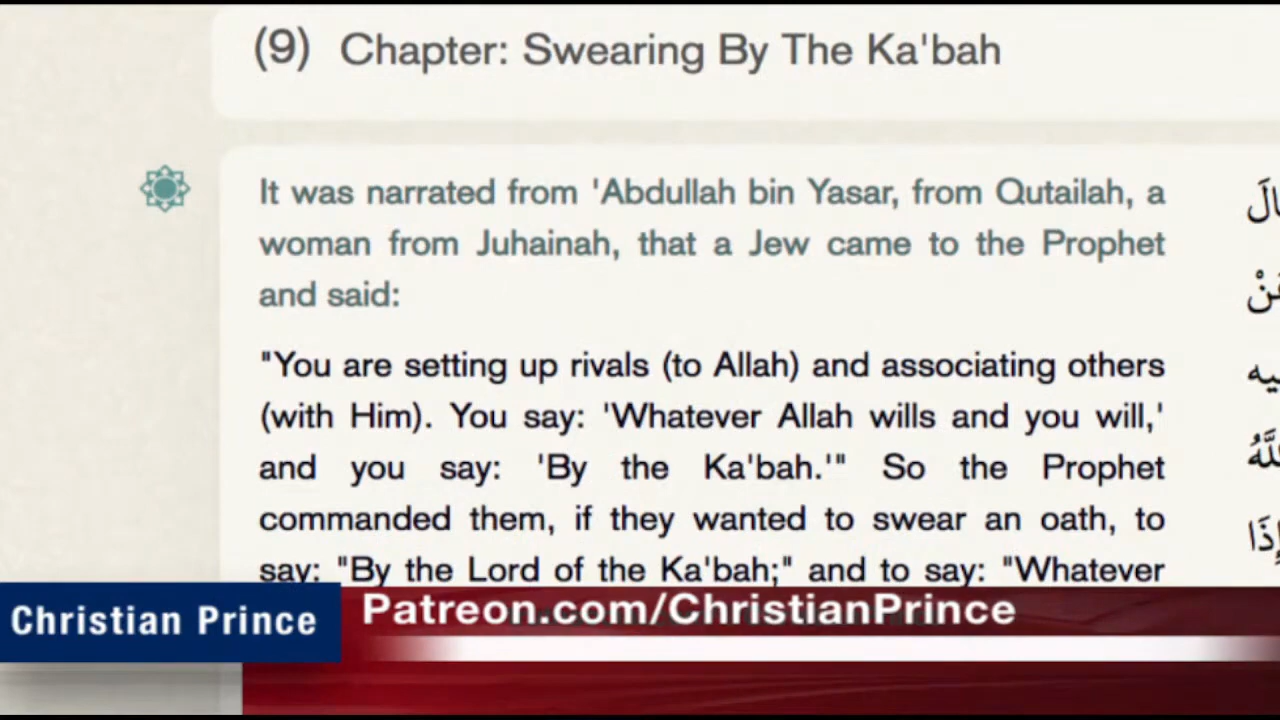 (9) Chapter: Swearing By The Ka'bah
It was narrated from 'Abdullah bin Yasar, from Qutailah, a
woman from Juhainah, that a Jew came to the Prophet
and said:
"You are setting up rivals (to Allah) and associating others
(with Him). You say: 'Whatever Allah wills and you will,'
and you say: 'By the Ka'bah.'" So the Prophet
commanded them, if they wanted to swear an oath, to
say: "By the Lord of the Ka'bah;" and to say: "Whatever
Christian Prince
Patreon.com/ChristianPrince